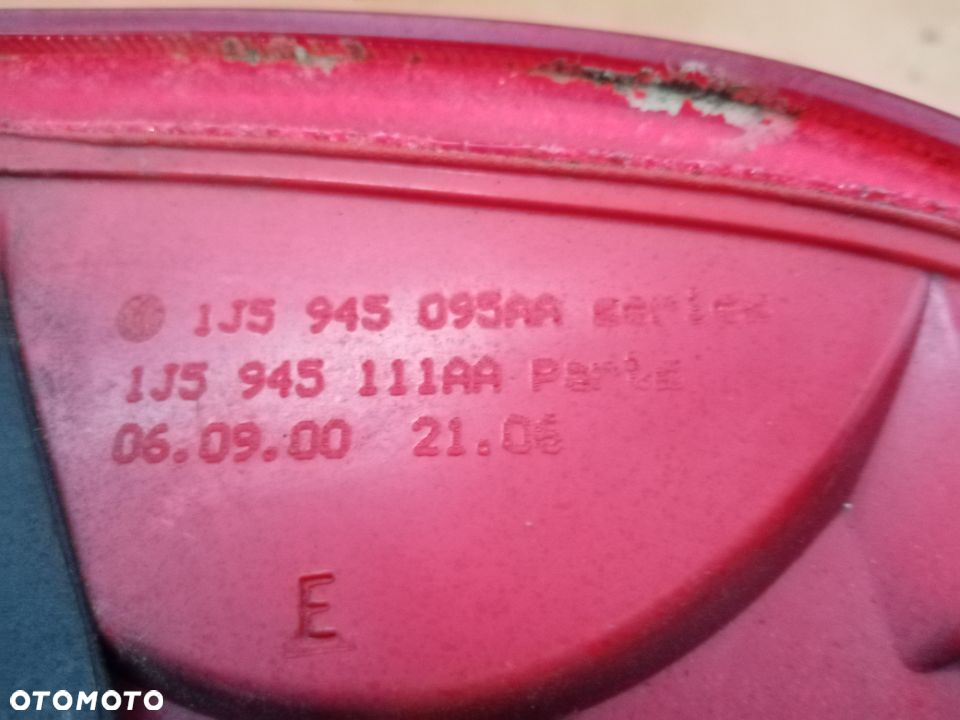 1J5 945 095AA
1J5 945 111AA
06.09.00 21.06
E
OTOMOTO